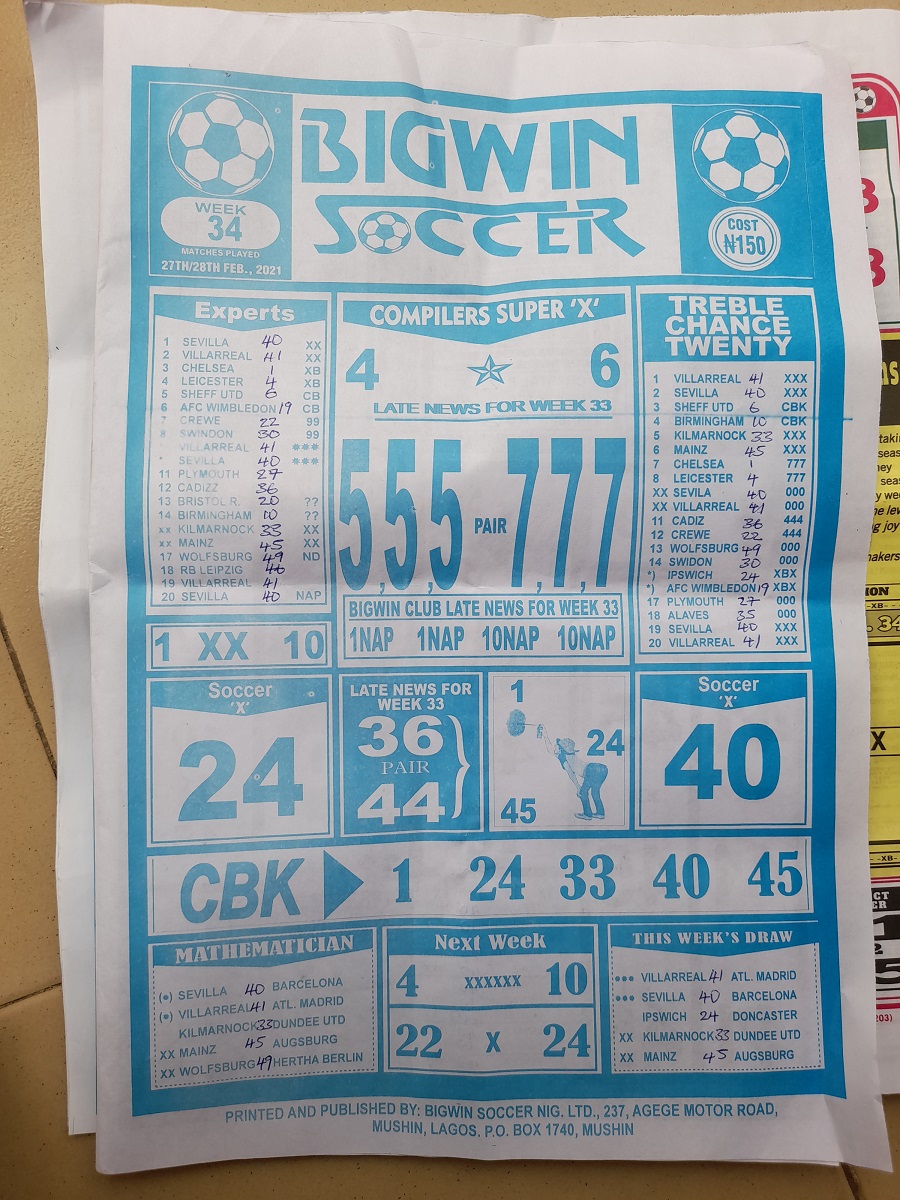 BIGWIN
SOCCER
WEEK
34
MATCHES PLAYED
27TH/28TH FEB., 2021
COST
₦150
Experts
1 SEVILLA 40 XX
2 VILLARREAL 41 XX
3 CHELSEA 1 XB
4 LEICESTER 4 XB
5 SHEFF UTD 6 CB
6 AFC WIMBLEDON 19 CB
7 CREWE 22 99
8 SWINDON 30 99
* VILLARREAL 41 ***
* SEVILLA 40 ***
11 PLYMOUTH 27
12 CADIZZ 36
13 BRISTOL R. 20 ??
14 BIRMINGHAM 10 ??
xx KILMARNOCK 33 XX
xx MAINZ 45 XX
17 WOLFSBURG 49 ND
18 RB LEIPZIG 46
19 VILLARREAL 41
20 SEVILLA 40 NAP
1 XX 10
COMPILERS SUPER 'X'
4 6
LATE NEWS FOR WEEK 33
5,5,5 PAIR 7,7,7
BIGWIN CLUB LATE NEWS FOR WEEK 33
1NAP 1NAP 10NAP 10NAP
TREBLE
CHANCE
TWENTY
1 VILLARREAL 41 XXX
2 SEVILLA 40 XXX
3 SHEFF UTD 6 CBK
4 BIRMINGHAM 10 CBK
5 KILMARNOCK 33 XXX
6 MAINZ 45 XXX
7 CHELSEA 1 777
8 LEICESTER 4 777
XX SEVILA 40 000
XX VILLARREAL 41 000
11 CADIZ 36 444
12 CREWE 22 444
13 WOLFSBURG 49 000
14 SWIDON 30 000
*) IPSWICH 24 XBX
*) AFC WIMBLEDON 19 XBX
17 PLYMOUTH 27 000
18 ALAVES 35 000
19 SEVILLA 40 XXX
20 VILLARREAL 41 XXX
Soccer
'X'
24
LATE NEWS FOR
WEEK 33
36
PAIR
44
1
24
45
Soccer
'X'
40
CBK 1 24 33 40 45
MATHEMATICIAN
(•) SEVILLA 40 BARCELONA
(•) VILLARREAL 41 ATL. MADRID
KILMARNOCK 33 DUNDEE UTD
XX MAINZ 45 AUGSBURG
XX WOLFSBURG 49 HERTHA BERLIN
Next Week
4 XXXXXX 10
22 X 24
THIS WEEK'S DRAW
••• VILLARREAL 41 ATL. MADRID
••• SEVILLA 40 BARCELONA
IPSWICH 24 DONCASTER
XX KILMARNOCK 33 DUNDEE UTD
XX MAINZ 45 AUGSBURG
PRINTED AND PUBLISHED BY: BIGWIN SOCCER NIG. LTD., 237, AGEGE MOTOR ROAD,
MUSHIN, LAGOS. P.O. BOX 1740, MUSHIN